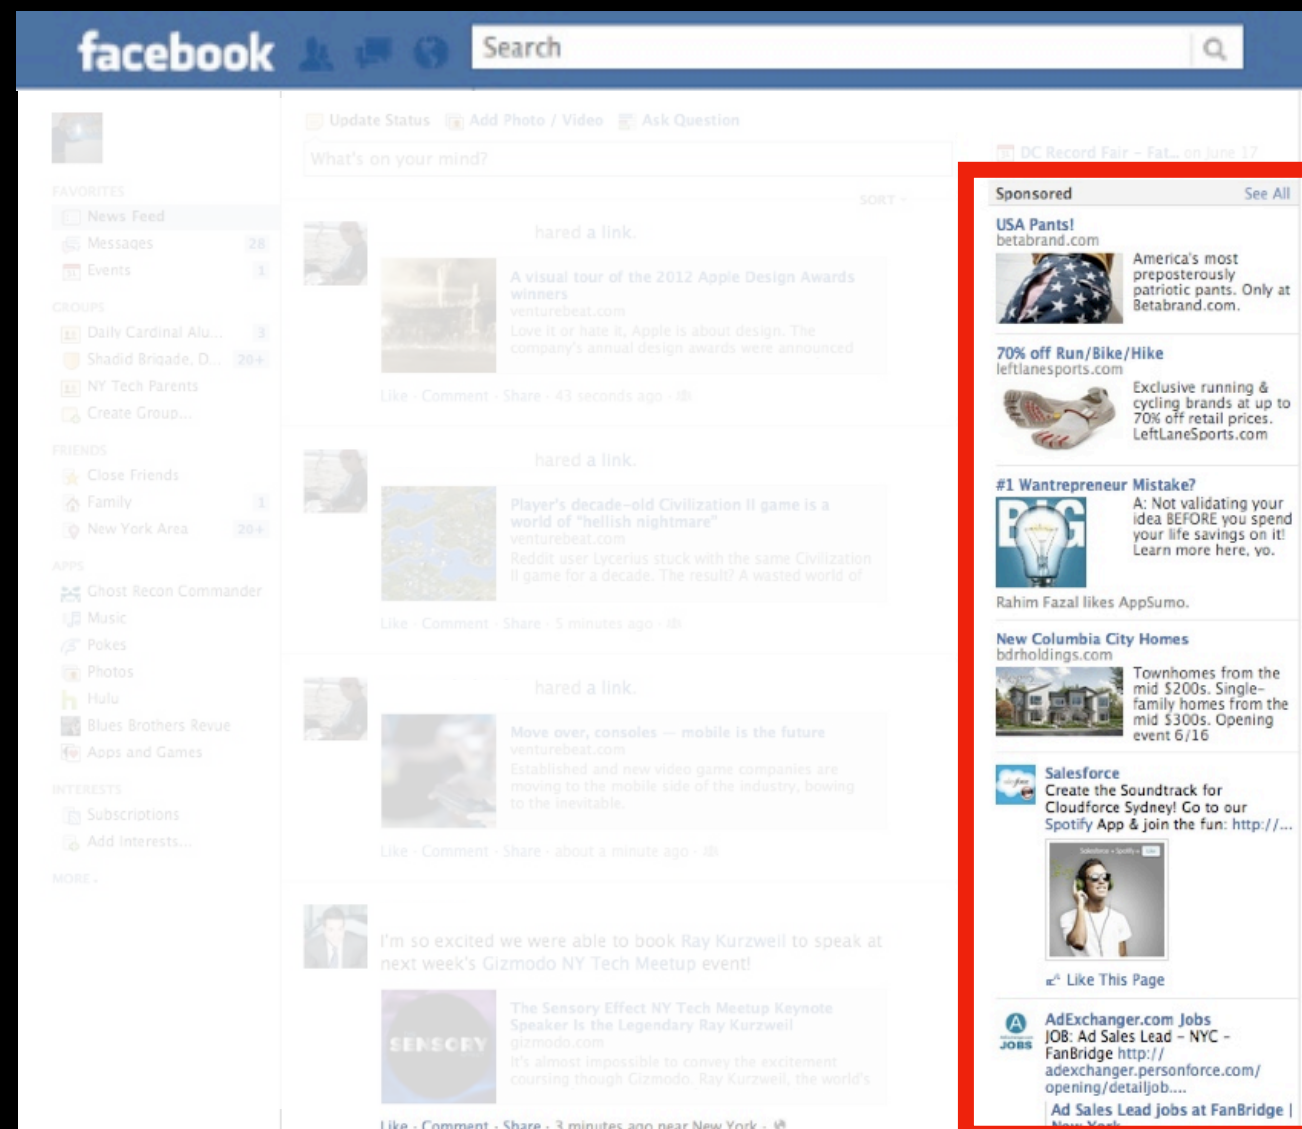 facebook
Search
Update Status Add Photo / Video Ask Question
What's on your mind?
SORT
FAVORITES
News Feed
Messages 28
Events 1
GROUPS
Daily Cardinal Alu... 3
Shadid Brigade, D... 20+
NY Tech Parents
Create Group...
FRIENDS
Close Friends
Family 1
New York Area 20+
APPS
Ghost Recon Commander
Music
Pokes
Photos
Hulu
Blues Brothers Revue
Apps and Games
INTERESTS
Subscriptions
Add Interests...
MORE
hared a link.
A visual tour of the 2012 Apple Design Awards
winners
venturebeat.com
Love it or hate it, Apple is about design. The
company's annual design awards were announced
Like · Comment · Share · 43 seconds ago ·
hared a link.
Player's decade-old Civilization II game is a
world of "hellish nightmare"
venturebeat.com
Reddit user Lycerius stuck with the same Civilization
II game for a decade. The result? A wasted world of
Like · Comment · Share · 5 minutes ago ·
hared a link.
Move over, consoles — mobile is the future
venturebeat.com
Established and new video game companies are
moving to the mobile side of the industry, bowing
to the inevitable.
Like · Comment · Share · about a minute ago ·
I'm so excited we were able to book Ray Kurzweil to speak at
next week's Gizmodo NY Tech Meetup event!
SENSORY
The Sensory Effect NY Tech Meetup Keynote
Speaker Is the Legendary Ray Kurzweil
gizmodo.com
It's almost impossible to convey the excitement
coursing though Gizmodo. Ray Kurzweil, the world's
Like · Comment · Share · 3 minutes ago near New York ·
DC Record Fair – Fat... on June 17
Sponsored See All
USA Pants!
betabrand.com
America's most
preposterously
patriotic pants. Only at
Betabrand.com.
70% off Run/Bike/Hike
leftlanesports.com
Exclusive running &
cycling brands at up to
70% off retail prices.
LeftLaneSports.com
#1 Wantrepreneur Mistake?
BIG
A: Not validating your
idea BEFORE you spend
your life savings on it!
Learn more here, yo.
Rahim Fazal likes AppSumo.
New Columbia City Homes
bdrholdings.com
Townhomes from the
mid $200s. Single-
family homes from the
mid $300s. Opening
event 6/16
Salesforce
Create the Soundtrack for
Cloudforce Sydney! Go to our
Spotify App & join the fun: http://...
Salesforce + Spotify =
Like This Page
AdExchanger.com Jobs
JOBS
JOB: Ad Sales Lead – NYC –
FanBridge http://
adexchanger.personforce.com/
opening/detailjob....
Ad Sales Lead jobs at FanBridge |
New York